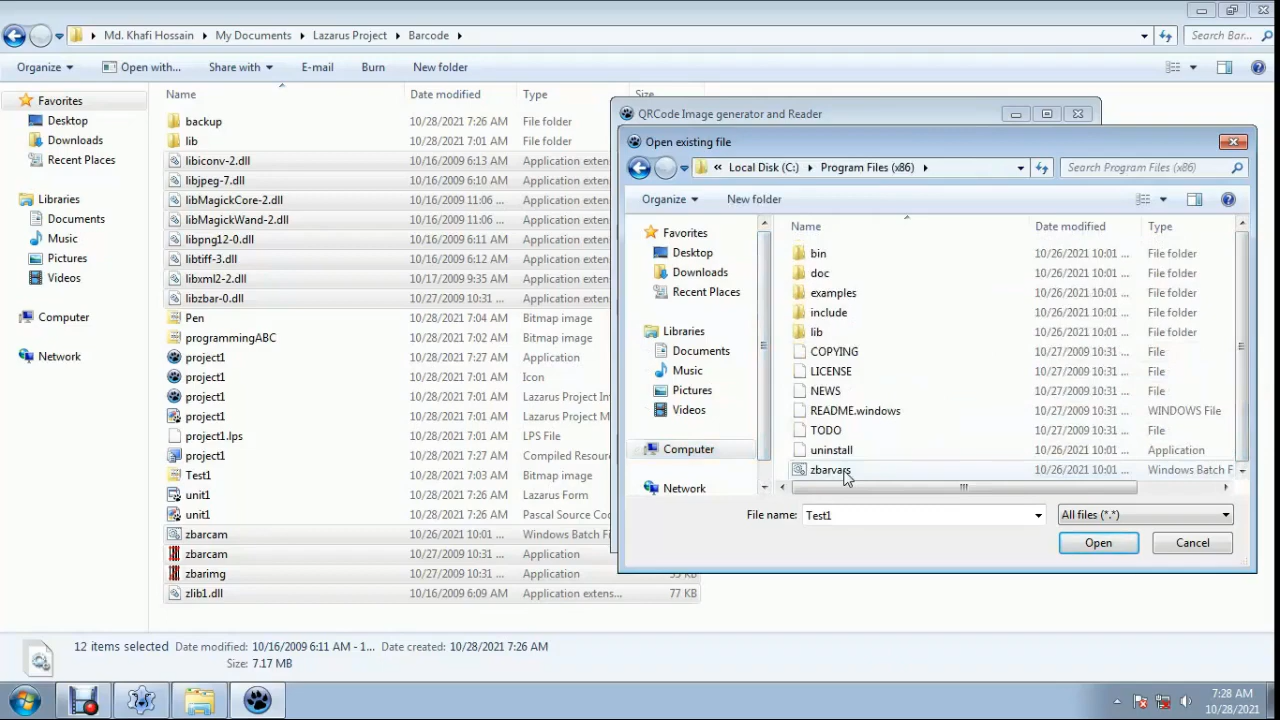 Md. Khafi Hossain
My Documents
Lazarus Project
Barcode
Search Bar...
Organize
Open with...
Share with
E-mail
Burn
New folder
Favorites
Desktop
Downloads
Recent Places
Libraries
Documents
Music
Pictures
Videos
Computer
Network
Name Date modified Type Size
backup 10/28/2021 7:26 AM File folder
lib 10/28/2021 7:26 AM File folder
libiconv-2.dll 10/16/2009 6:13 AM Application exten
libjpeg-7.dll 10/16/2009 6:10 AM Application exten
libMagickCore-2.dll 10/16/2009 11:06 ... Application exten
libMagickWand-2.dll 10/16/2009 11:06 ... Application exten
libpng12-0.dll 10/16/2009 6:11 AM Application exten
libtiff-3.dll 10/16/2009 6:12 AM Application exten
libxml2-2.dll 10/17/2009 9:35 AM Application exten
libzbar-0.dll 10/27/2009 10:31 ... Application exten
Pen 10/28/2021 7:04 AM Bitmap image
programmingABC 10/28/2021 7:02 AM Bitmap image
project1 10/28/2021 7:27 AM Application
project1 10/28/2021 7:01 AM Icon
project1 10/28/2021 7:01 AM Lazarus Project In
project1 10/28/2021 7:01 AM Lazarus Project M
project1.lps 10/28/2021 7:01 AM LPS File
project1 10/28/2021 7:01 AM Compiled Resour
Test1 10/28/2021 7:03 AM Bitmap image
unit1 10/28/2021 7:26 AM Lazarus Form
unit1 10/28/2021 7:26 AM Pascal Source Co
zbarcam 10/26/2021 10:01 ... Windows Batch F
zbarcam 10/27/2009 10:31 ... Application
zbarimg 10/27/2009 10:31 ... Application
zlib1.dll 10/16/2009 6:09 AM Application extens... 77 KB
12 items selected Date modified: 10/16/2009 6:11 AM - 1... Date created: 10/28/2021 7:26 AM
Size: 7.17 MB
QRCode Image generator and Reader
Open existing file
Local Disk (C:)
Program Files (x86)
Search Program Files (x86)
Organize
New folder
Favorites
Desktop
Downloads
Recent Places
Libraries
Documents
Music
Pictures
Videos
Computer
Network
Name Date modified Type
bin 10/26/2021 10:01 ... File folder
doc 10/26/2021 10:01 ... File folder
examples 10/26/2021 10:01 ... File folder
include 10/26/2021 10:01 ... File folder
lib 10/26/2021 10:01 ... File folder
COPYING 10/27/2009 10:31 ... File
LICENSE 10/27/2009 10:31 ... File
NEWS 10/27/2009 10:31 ... File
README.windows 10/27/2009 10:31 ... WINDOWS File
TODO 10/27/2009 10:31 ... File
uninstall 10/26/2021 10:01 ... Application
zbarvars 10/26/2021 10:01 ... Windows Batch F
File name: Test1
All files (*.*)
Open
Cancel
7:28 AM
10/28/2021